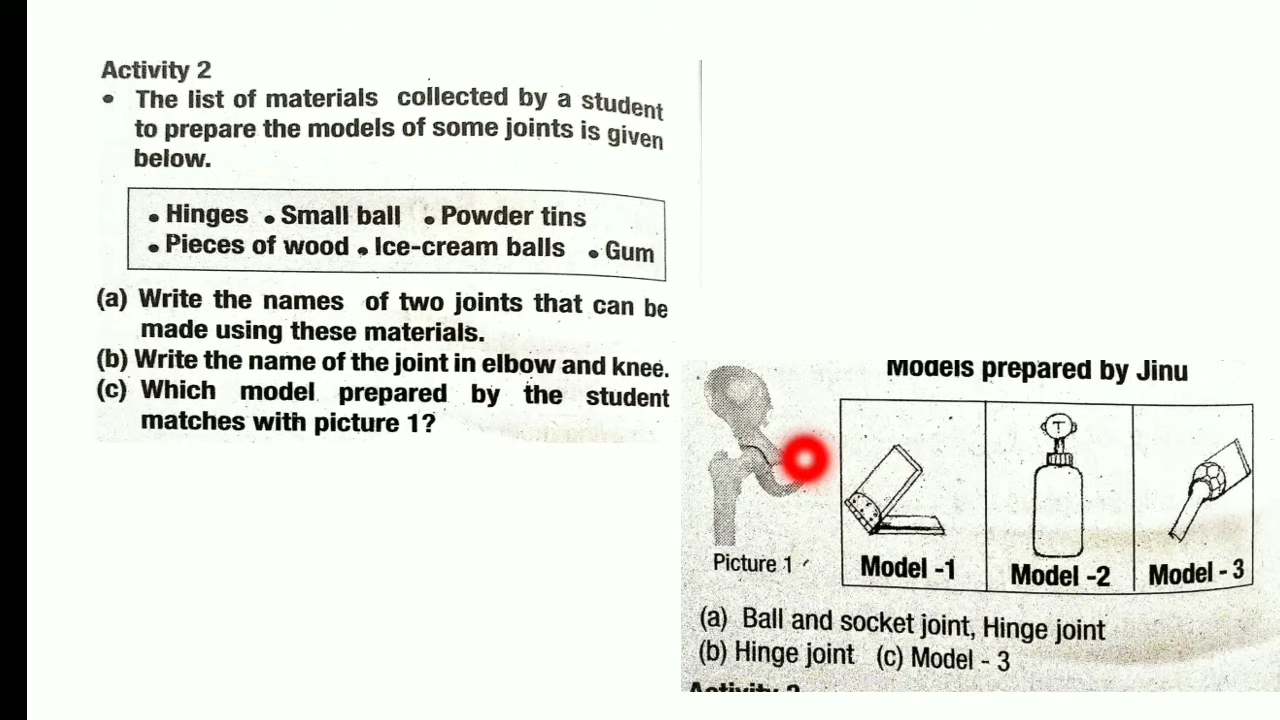 Activity 2
• The list of materials collected by a student
to prepare the models of some joints is given
below.
• Hinges • Small ball • Powder tins
• Pieces of wood • Ice-cream balls • Gum
(a) Write the names of two joints that can be
made using these materials.
(b) Write the name of the joint in elbow and knee.
(c) Which model prepared by the student
matches with picture 1?
Models prepared by Jinu
T
Picture 1
Model -1
Model -2
Model - 3
(a) Ball and socket joint, Hinge joint
(b) Hinge joint (c) Model - 3
Activity 2